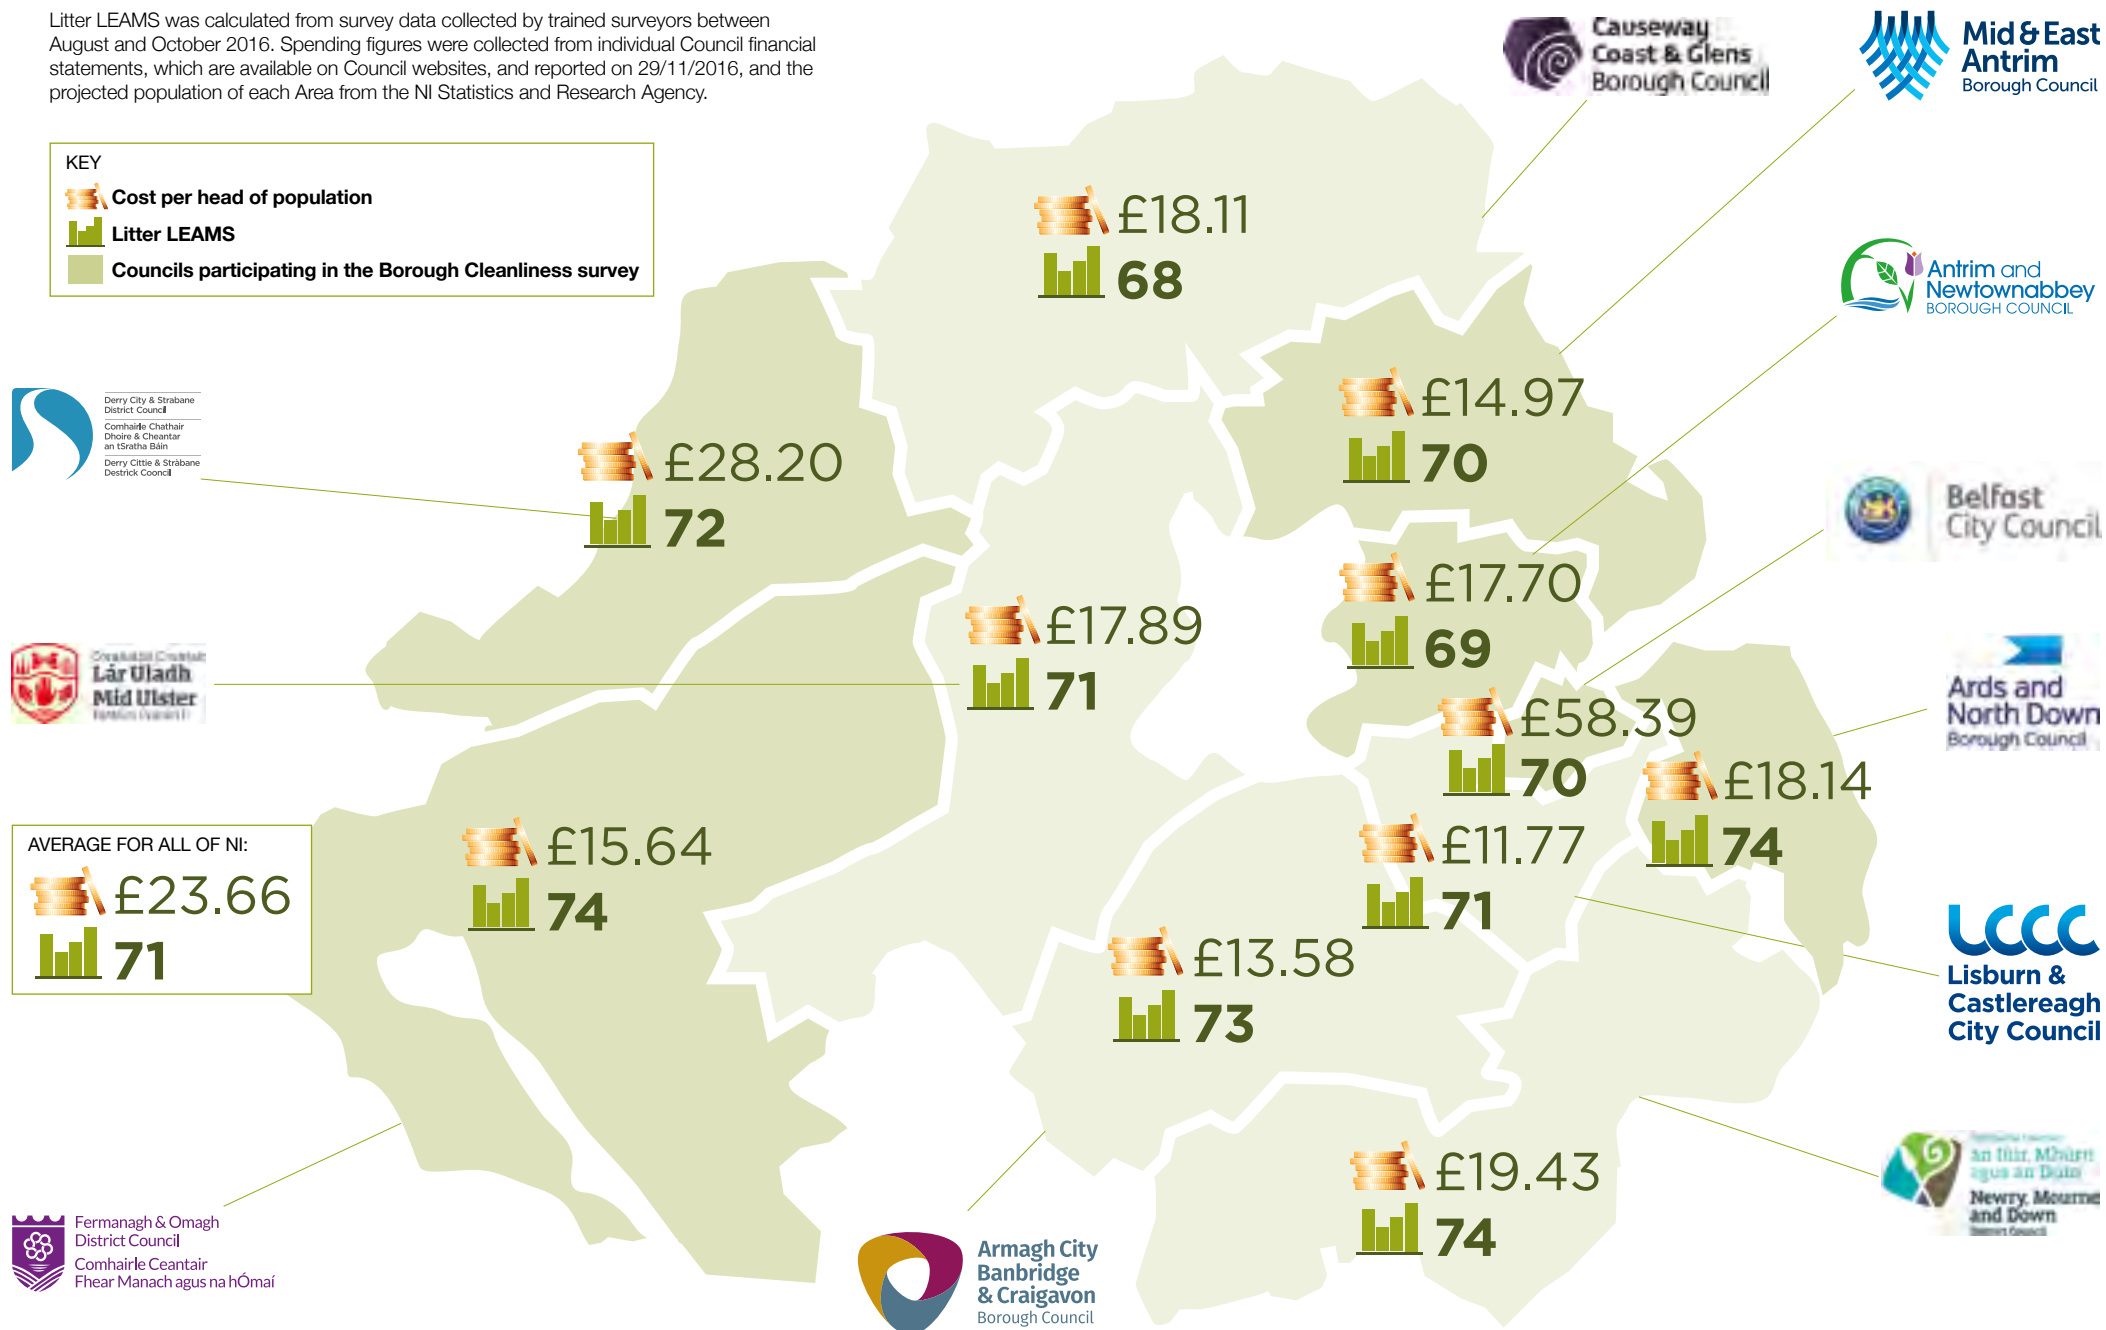 Litter LEAMS was calculated from survey data collected by trained surveyors between
August and October 2016. Spending figures were collected from individual Council financial
statements, which are available on Council websites, and reported on 29/11/2016, and the
projected population of each Area from the NI Statistics and Research Agency.
KEY
Cost per head of population
Litter LEAMS
Councils participating in the Borough Cleanliness survey
Causeway
Coast & Glens
Borough Council
Mid & East
Antrim
Borough Council
£18.11
68
Antrim and
Newtownabbey
BOROUGH COUNCIL
£14.97
70
Derry City & Strabane
District Council
Comhairle Chathair
Dhoire & Cheantar
an tSratha Báin
Derry Cittie & Stràbane
Destrick Cooncil
£28.20
72
Belfast
City Council
£17.70
69
Lár Uladh
Mid Ulster
£17.89
71
£58.39
70
Ards and
North Down
Borough Council
£18.14
74
AVERAGE FOR ALL OF NI:
£23.66
71
£15.64
74
£11.77
71
LCCC
Lisburn &
Castlereagh
City Council
£13.58
73
£19.43
74
an Iúir, Mhúrn
agus an Dúin
Newry, Mourne
and Down
Fermanagh & Omagh
District Council
Comhairle Ceantair
Fhear Manach agus na hÓmaí
Armagh City
Banbridge
& Craigavon
Borough Council